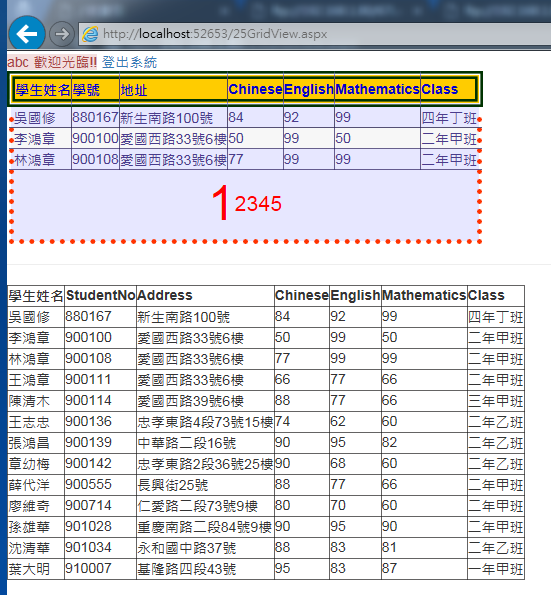 http://localhost:52653/25GridView.aspx
abc 歡迎光臨!! 登出系統
學生姓名 學號 地址 Chinese English Mathematics Class
吳國修 880167 新生南路100號 84 92 99 四年丁班
李鴻章 900100 愛國西路33號6樓 50 99 50 二年甲班
林鴻章 900108 愛國西路33號6樓 77 99 99 二年甲班
1 2 3 4 5
學生姓名 StudentNo Address Chinese English Mathematics Class
吳國修 880167 新生南路100號 84 92 99 四年丁班
李鴻章 900100 愛國西路33號6樓 50 99 50 二年甲班
林鴻章 900108 愛國西路33號6樓 77 99 99 二年甲班
王鴻章 900111 愛國西路33號6樓 66 77 66 二年甲班
陳清木 900114 愛國西路39號6樓 88 77 66 三年甲班
王志忠 900136 忠孝東路4段73號15樓 74 62 60 二年乙班
張鴻昌 900139 中華路二段16號 90 95 82 二年乙班
章幼梅 900142 忠孝東路2段36號25樓 90 68 60 二年乙班
薛代洋 900555 長興街25號 88 77 66 二年甲班
廖維奇 900714 仁愛路二段73號9樓 80 70 60 二年甲班
孫雄華 901028 重慶南路二段84號9樓 90 95 90 二年甲班
沈清華 901034 永和國中路37號 88 83 81 二年乙班
葉大明 910007 基隆路四段43號 95 83 87 一年甲班